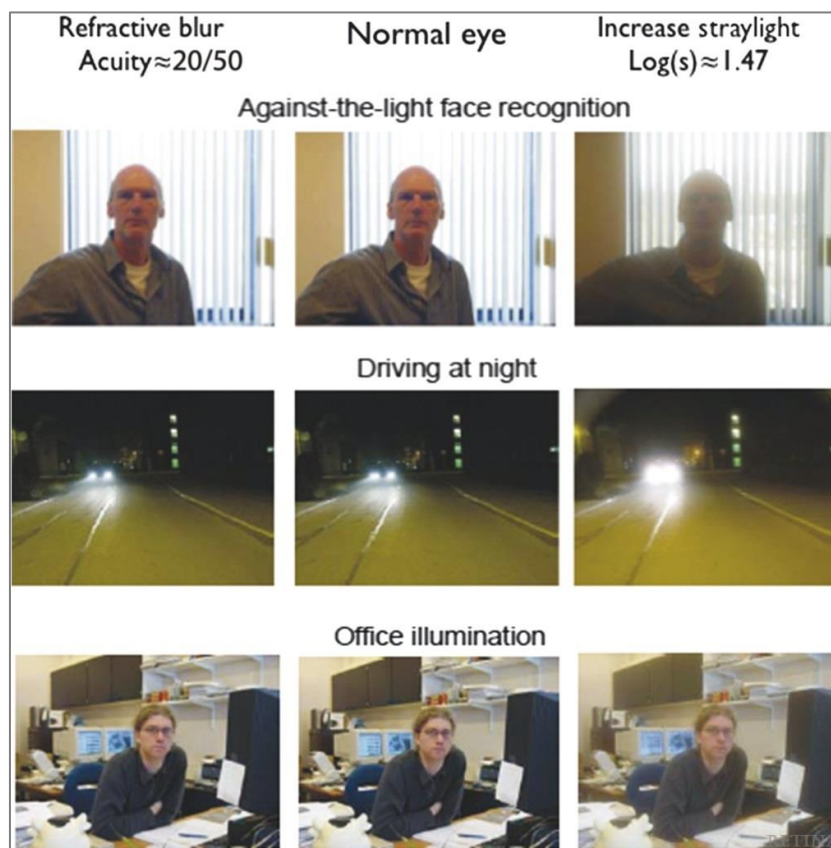 Refractive blur
Acuity≈20/50
Normal eye
Increase straylight
Log(s)≈1.47
Against-the-light face recognition
Driving at night
Office illumination